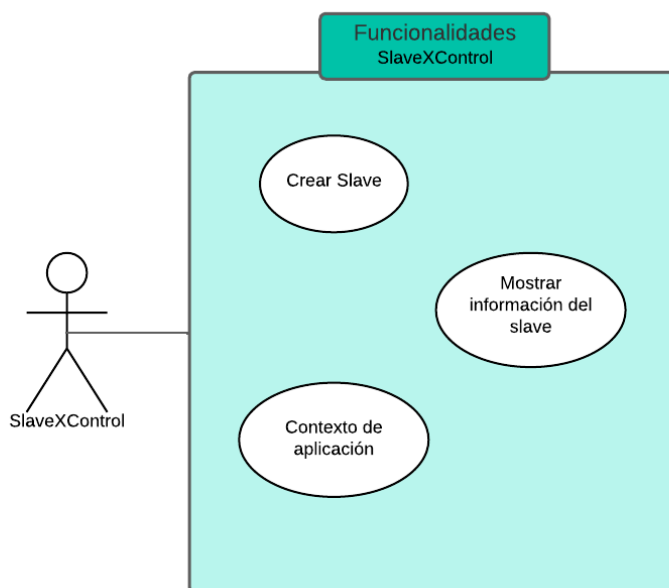 Funcionalidades
SlaveXControl
Crear Slave
Mostrar
información del
slave
SlaveXControl
Contexto de
aplicación